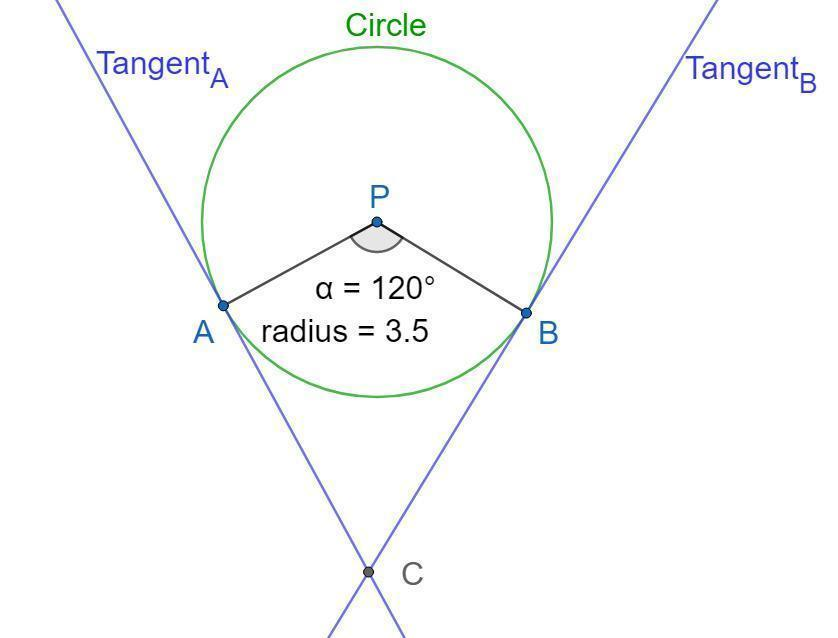 Circle
Tangent_A
Tangent_B
P
α = 120°
radius = 3.5
A
B
C